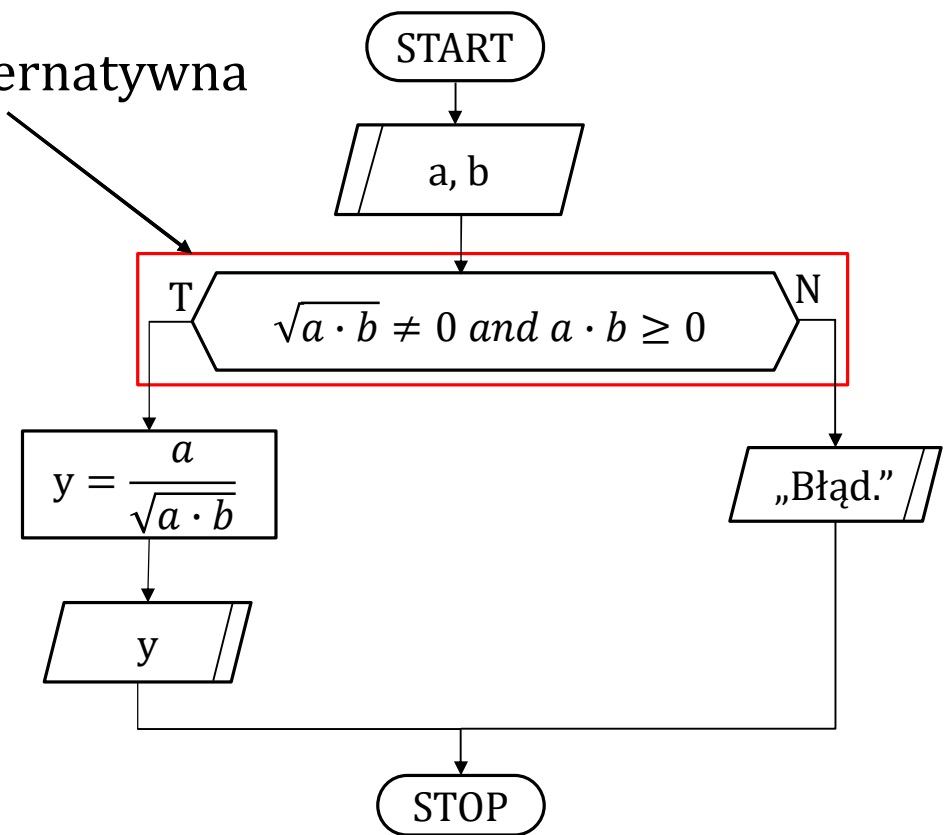 START
ernatywna
a, b
T
N
√a · b ≠ 0 and a · b ≥ 0
y = a / √a · b
„Błąd.”
y
STOP